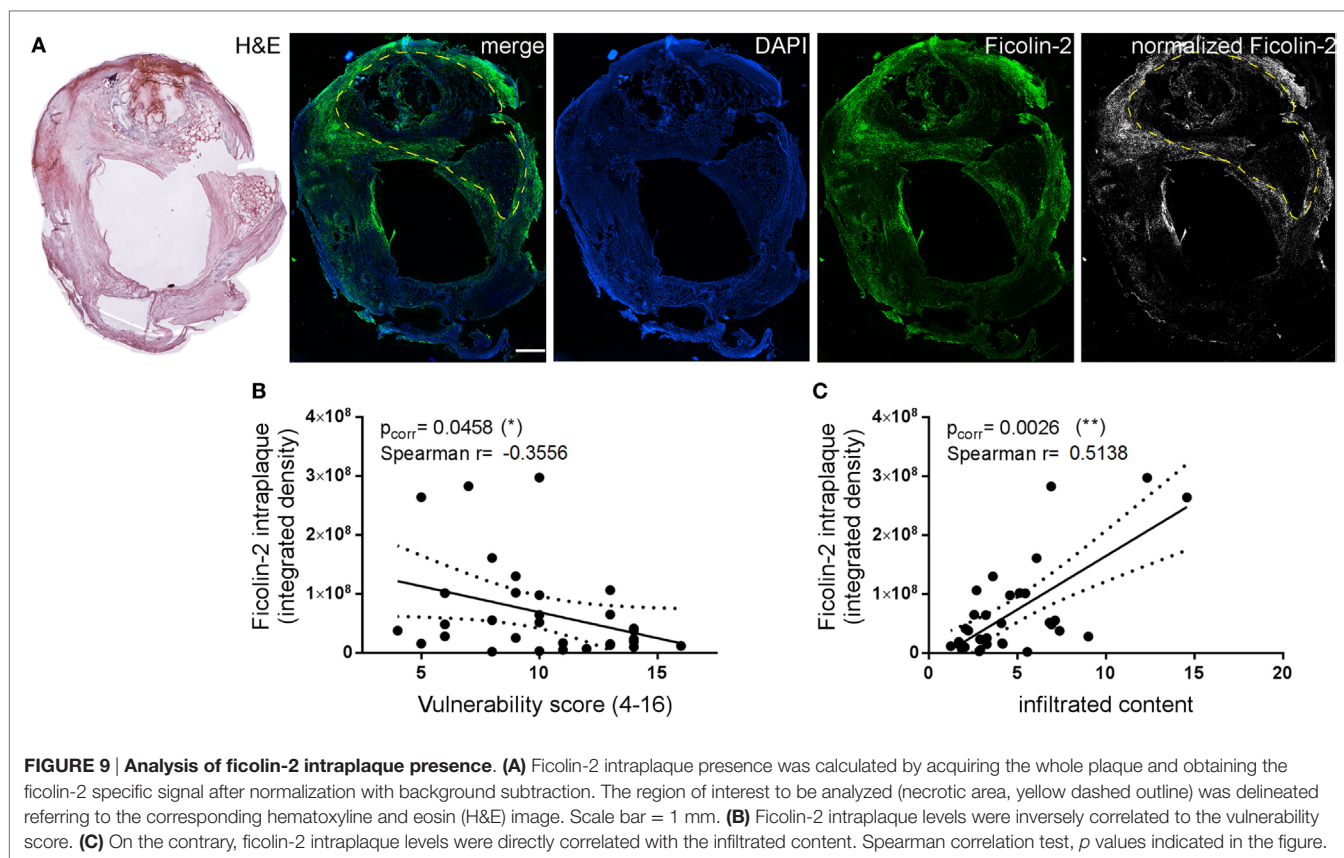 A
H&E
merge
DAPI
Ficolin-2
normalized Ficolin-2
B
Ficolin-2 intraplaque
(integrated density)
4×10⁸
3×10⁸
2×10⁸
1×10⁸
0
p_corr= 0.0458 (*)
Spearman r= -0.3556
5
10
15
Vulnerability score (4-16)
C
Ficolin-2 intraplaque
(integrated density)
4×10⁸
3×10⁸
2×10⁸
1×10⁸
0
p_corr= 0.0026 (**)
Spearman r= 0.5138
0
5
10
15
20
infiltrated content
FIGURE 9 | Analysis of ficolin-2 intraplaque presence. (A) Ficolin-2 intraplaque presence was calculated by acquiring the whole plaque and obtaining the
ficolin-2 specific signal after normalization with background subtraction. The region of interest to be analyzed (necrotic area, yellow dashed outline) was delineated
referring to the corresponding hematoxyline and eosin (H&E) image. Scale bar = 1 mm. (B) Ficolin-2 intraplaque levels were inversely correlated to the vulnerability
score. (C) On the contrary, ficolin-2 intraplaque levels were directly correlated with the infiltrated content. Spearman correlation test, p values indicated in the figure.